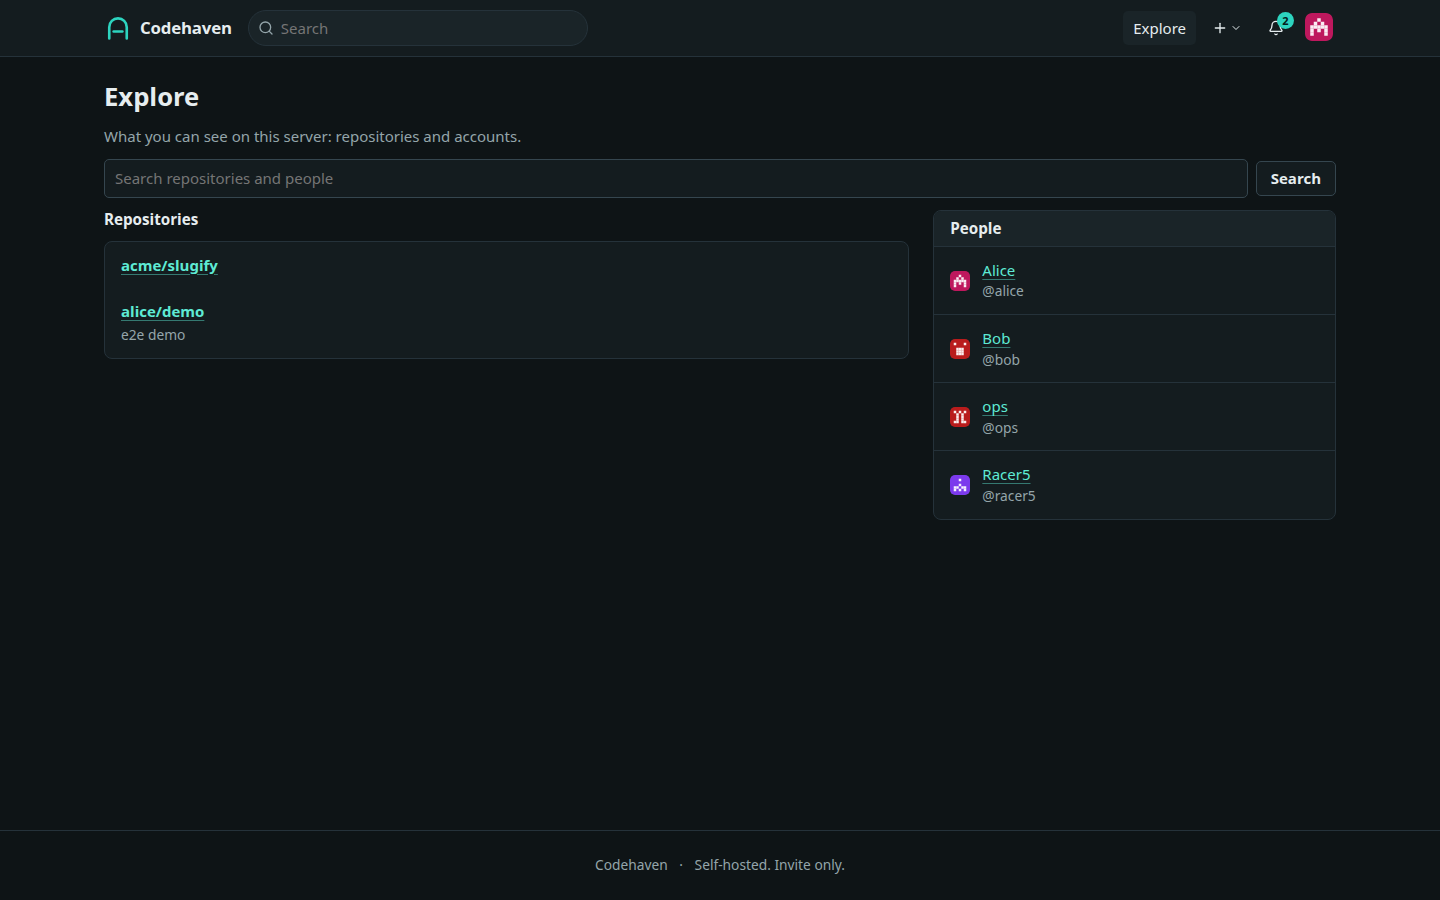 Codehaven
Search
Explore
2
Explore
What you can see on this server: repositories and accounts.
Search repositories and people
Search
Repositories
acme/slugify
alice/demo
e2e demo
People
Alice
@alice
Bob
@bob
ops
@ops
Racer5
@racer5
Codehaven · Self-hosted. Invite only.